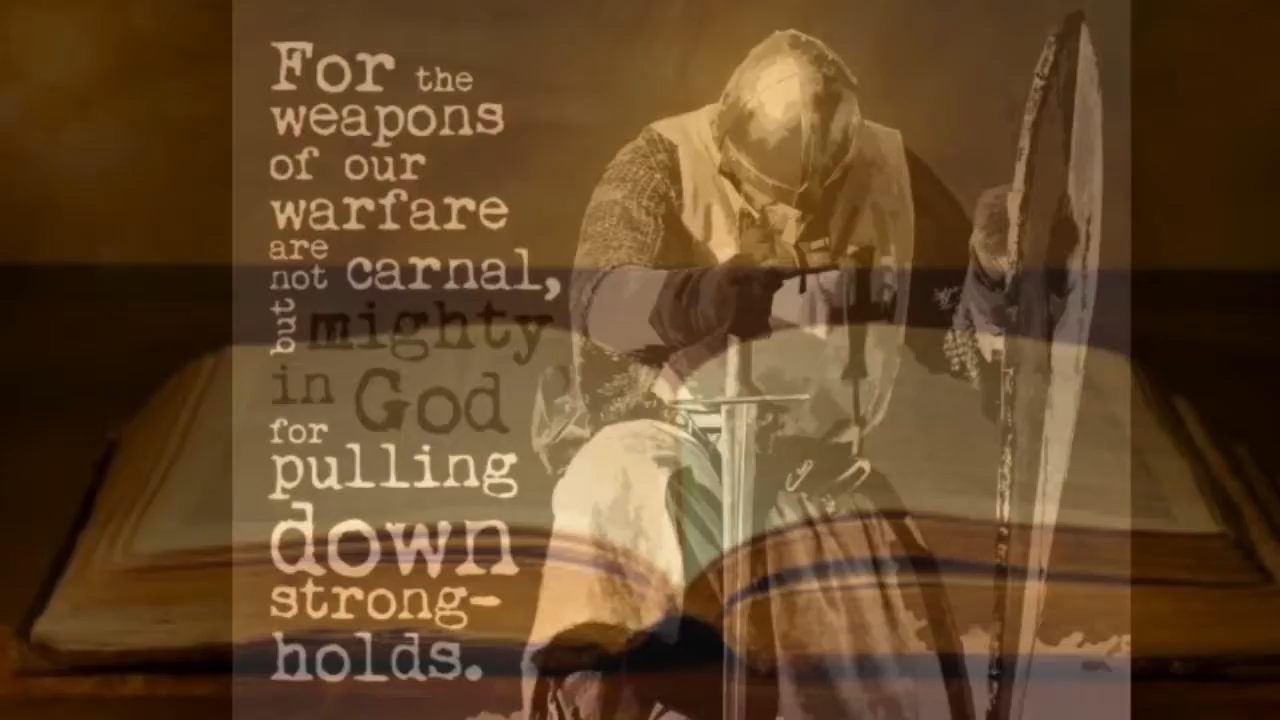 For the
weapons
of our
warfare
are
not carnal,
but mighty
in God
for
pulling
down
strong-
holds.